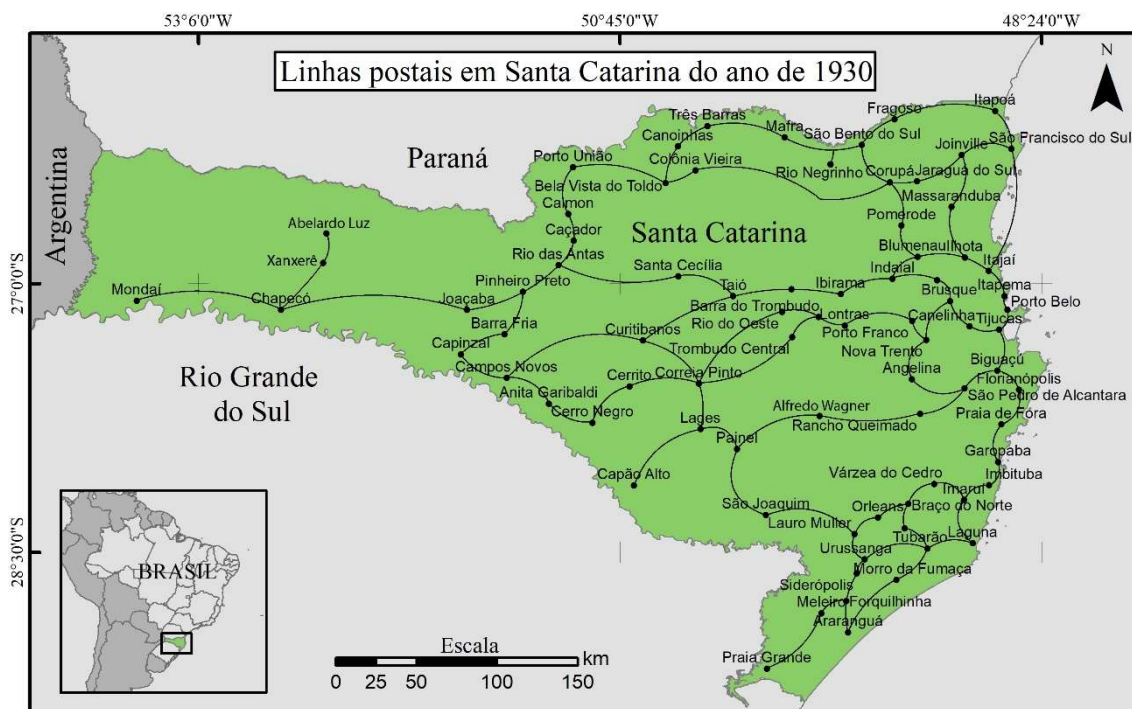 53°6'0"W
50°45'0"W
48°24'0"W
Linhas postais em Santa Catarina do ano de 1930
N
Itapoá
Fragoso
Três Barras
Mafra
São Bento do Sul
Canoinhas
São Francisco do Sul
Joinville
Paraná
Porto União
Colônia Vieira
Rio Negrinho
Corupá
Jaraguá do Sul
Bela Vista do Toldo
Massaranduba
Argentina
Calmon
Pomerode
Abelardo Luz
Caçador
Santa Catarina
Blumenau
Ilhota
Rio das Antas
Xanxerê
Santa Cecília
Indaial
Itajaí
27°0'0"S
Pinheiro Preto
Taió
Ibirama
Brusque
Itapema
Mondaí
Chapecó
Joaçaba
Barra do Trombudo
Porto Belo
Barra Fria
Curitibanos
Rio do Oeste
Lontras
Canelinha
Tijucas
Porto Franco
Capinzal
Trombudo Central
Nova Trento
Biguaçú
Rio Grande
do Sul
Campos Novos
Cerrito
Correia Pinto
Angelina
Florianópolis
Anita Garibaldi
São Pedro de Alcantara
Cerro Negro
Alfredo Wagner
Praia de Fóra
Lages
Rancho Queimado
Painel
Garopaba
Capão Alto
Várzea do Cedro
Imbituba
Imaruí
São Joaquim
Orleans
Braço do Norte
Lauro Muller
Tubarão
Laguna
28°30'0"S
Urussanga
Morro da Fumaça
BRASIL
Siderópolis
Meleiro
Forquilhinha
Araranguá
Escala
km
Praia Grande
0 25 50 100 150